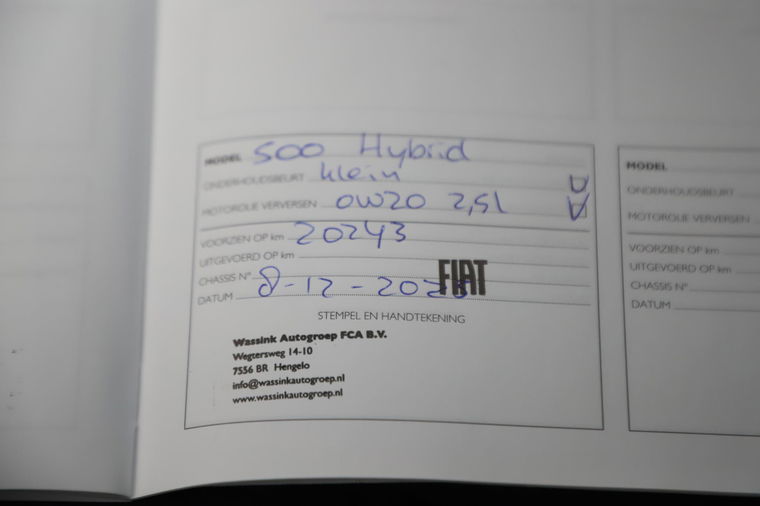 MODEL 500 Hybrid
ONDERHOUDSBEURT klein
MOTOROLIE VERVERSEN 0W20 2,5L
VOORZIEN OP km 20243
UITGEVOERD OP km
CHASSIS N°
DATUM 8-12-202
FIAT
STEMPEL EN HANDTEKENING
Wassink Autogroep FCA B.V.
Wegtersweg 14-10
7556 BR Hengelo
info@wassinkautogroep.nl
www.wassinkautogroep.nl
MODEL
ONDERHOUDSBEURT
MOTOROLIE VERVERSEN
VOORZIEN OP km
UITGEVOERD OP km
CHASSIS N°
DATUM